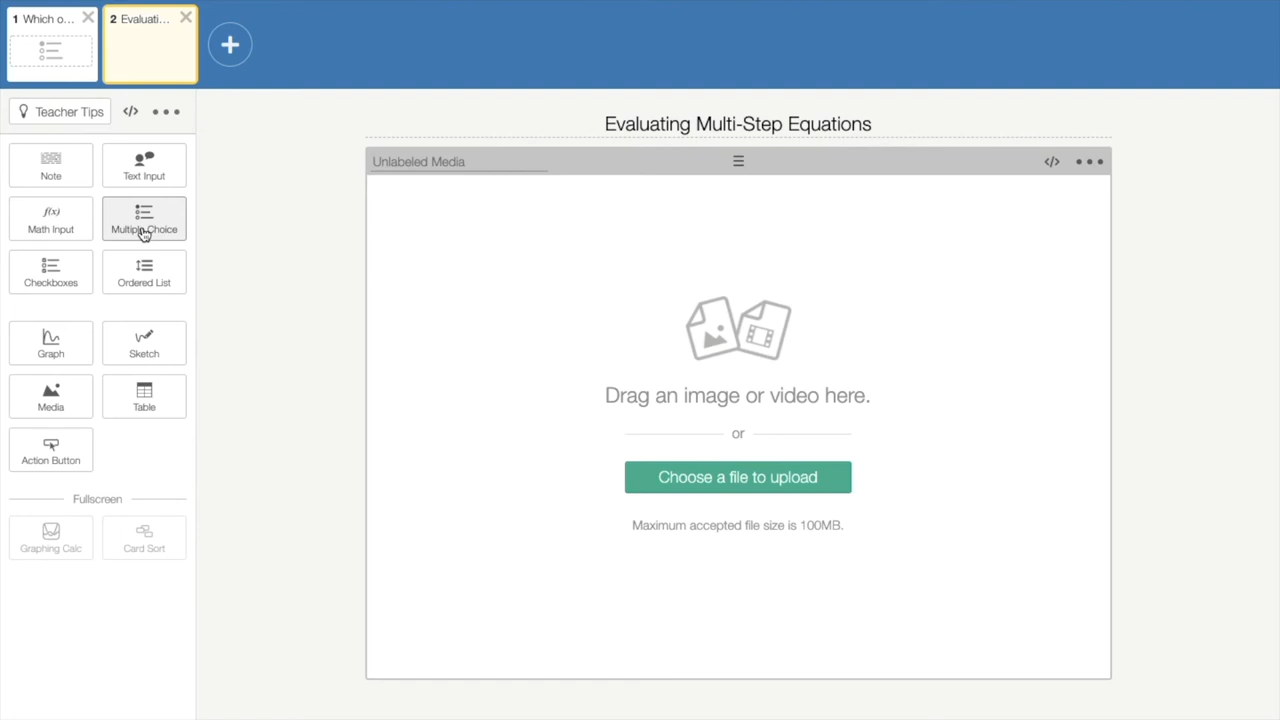 1 Which o...
2 Evaluati...
Teacher Tips
Note
Text Input
f(x)
Math Input
Multiple Choice
Checkboxes
Ordered List
Graph
Sketch
Media
Table
Action Button
Fullscreen
Graphing Calc
Card Sort
Evaluating Multi-Step Equations
Unlabeled Media
Drag an image or video here.
or
Choose a file to upload
Maximum accepted file size is 100MB.